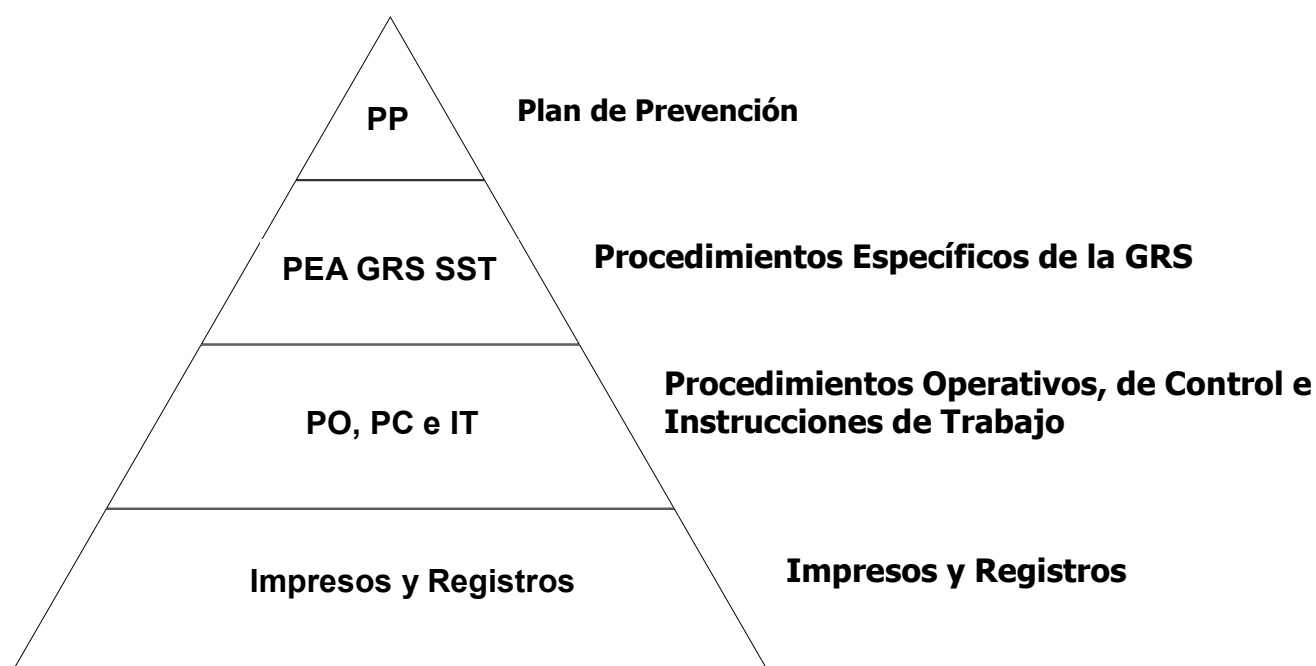 PP
Plan de Prevención
PEA GRS SST
Procedimientos Específicos de la GRS
PO, PC e IT
Procedimientos Operativos, de Control e
Instrucciones de Trabajo
Impresos y Registros
Impresos y Registros